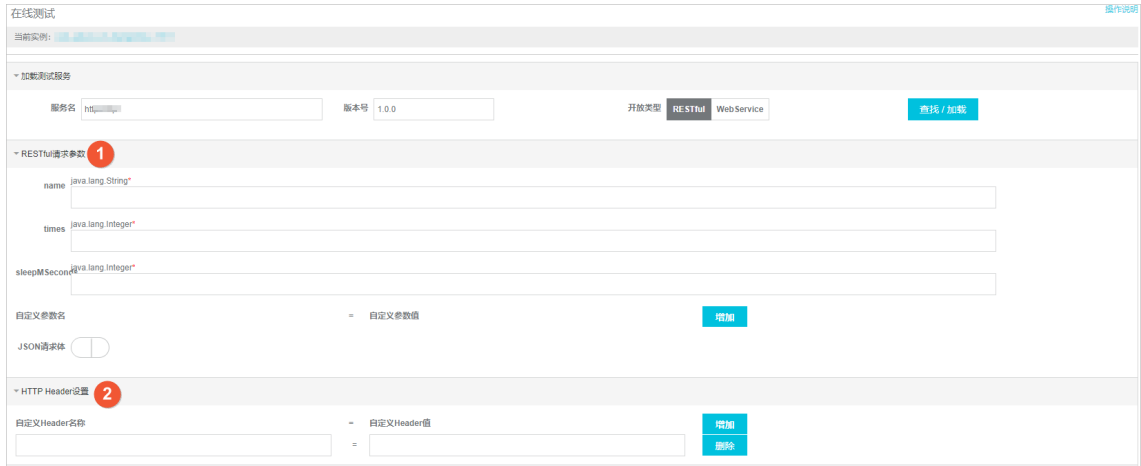 在线测试
操作说明
当前实例:
加载测试服务
服务名
版本号 1.0.0
开放类型 RESTful WebService
查找 / 加载
RESTful请求参数 1
java.lang.String*
name
java.lang.Integer*
times
java.lang.Integer*
sleepMSeconds
自定义参数名 = 自定义参数值 增加
JSON请求体
HTTP Header设置 2
自定义Header名称 = 自定义Header值 增加
= 删除